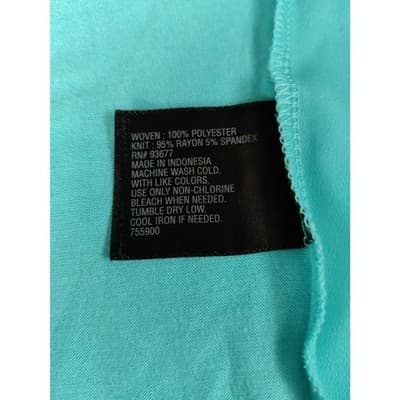 WOVEN : 100% POLYESTER
KNIT : 95% RAYON 5% SPANDEX
RN# 93677
MADE IN INDONESIA
MACHINE WASH COLD.
WITH LIKE COLORS.
USE ONLY NON-CHLORINE
BLEACH WHEN NEEDED.
TUMBLE DRY LOW.
COOL IRON IF NEEDED.
755900